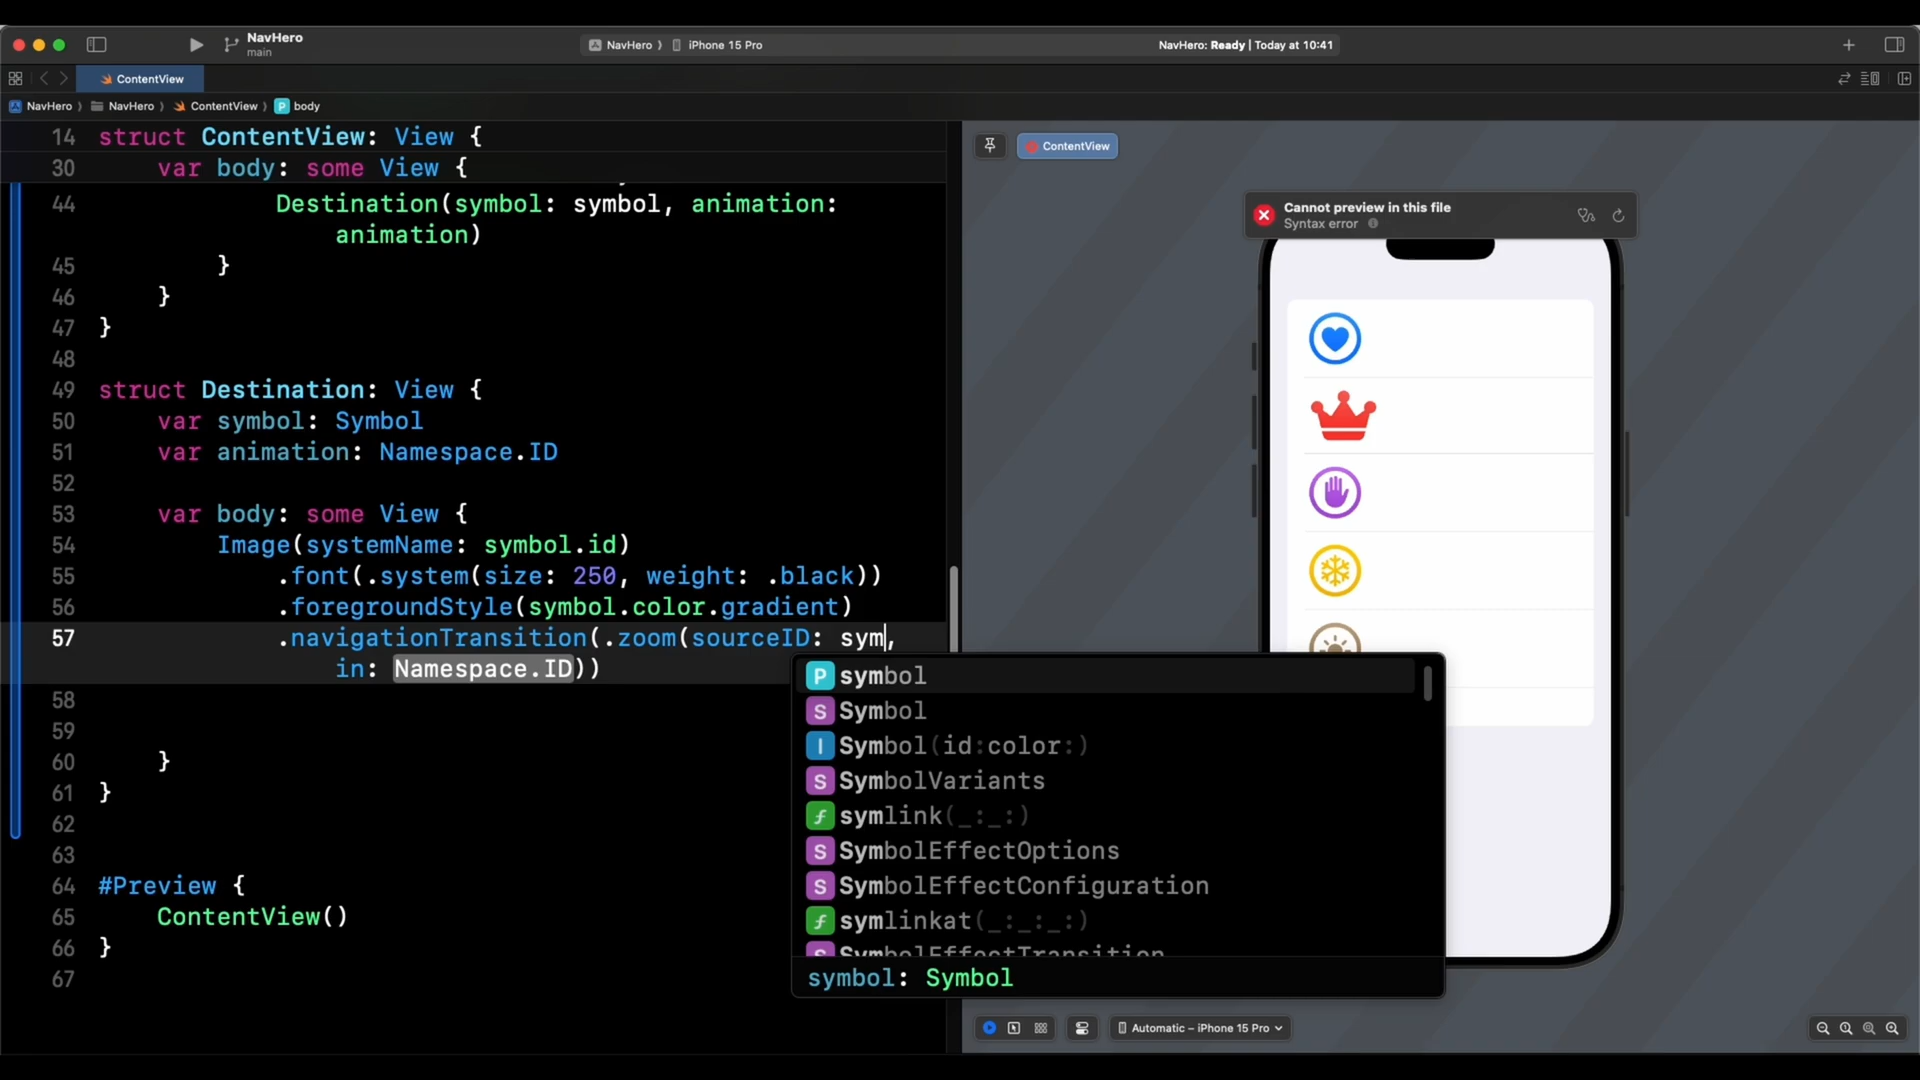 NavHero
main
NavHero ⟩ iPhone 15 Pro
NavHero: Ready | Today at 10:41
ContentView
NavHero ⟩ NavHero ⟩ ContentView ⟩ P body
14 struct ContentView: View {
30 var body: some View {
44 Destination(symbol: symbol, animation:
animation)
45 }
46 }
47 }
48
49 struct Destination: View {
50 var symbol: Symbol
51 var animation: Namespace.ID
52
53 var body: some View {
54 Image(systemName: symbol.id)
55 .font(.system(size: 250, weight: .black))
56 .foregroundStyle(symbol.color.gradient)
57 .navigationTransition(.zoom(sourceID: sym,
in: Namespace.ID))
58
59
60 }
61 }
62
63
64 #Preview {
65 ContentView()
66 }
67
P symbol
S Symbol
I Symbol(id:color:)
S SymbolVariants
f symlink(_:_:)
S SymbolEffectOptions
S SymbolEffectConfiguration
f symlinkat(_:_:_:)
S SymbolEffectTransition
symbol: Symbol
ContentView
Cannot preview in this file
Syntax error
Automatic – iPhone 15 Pro